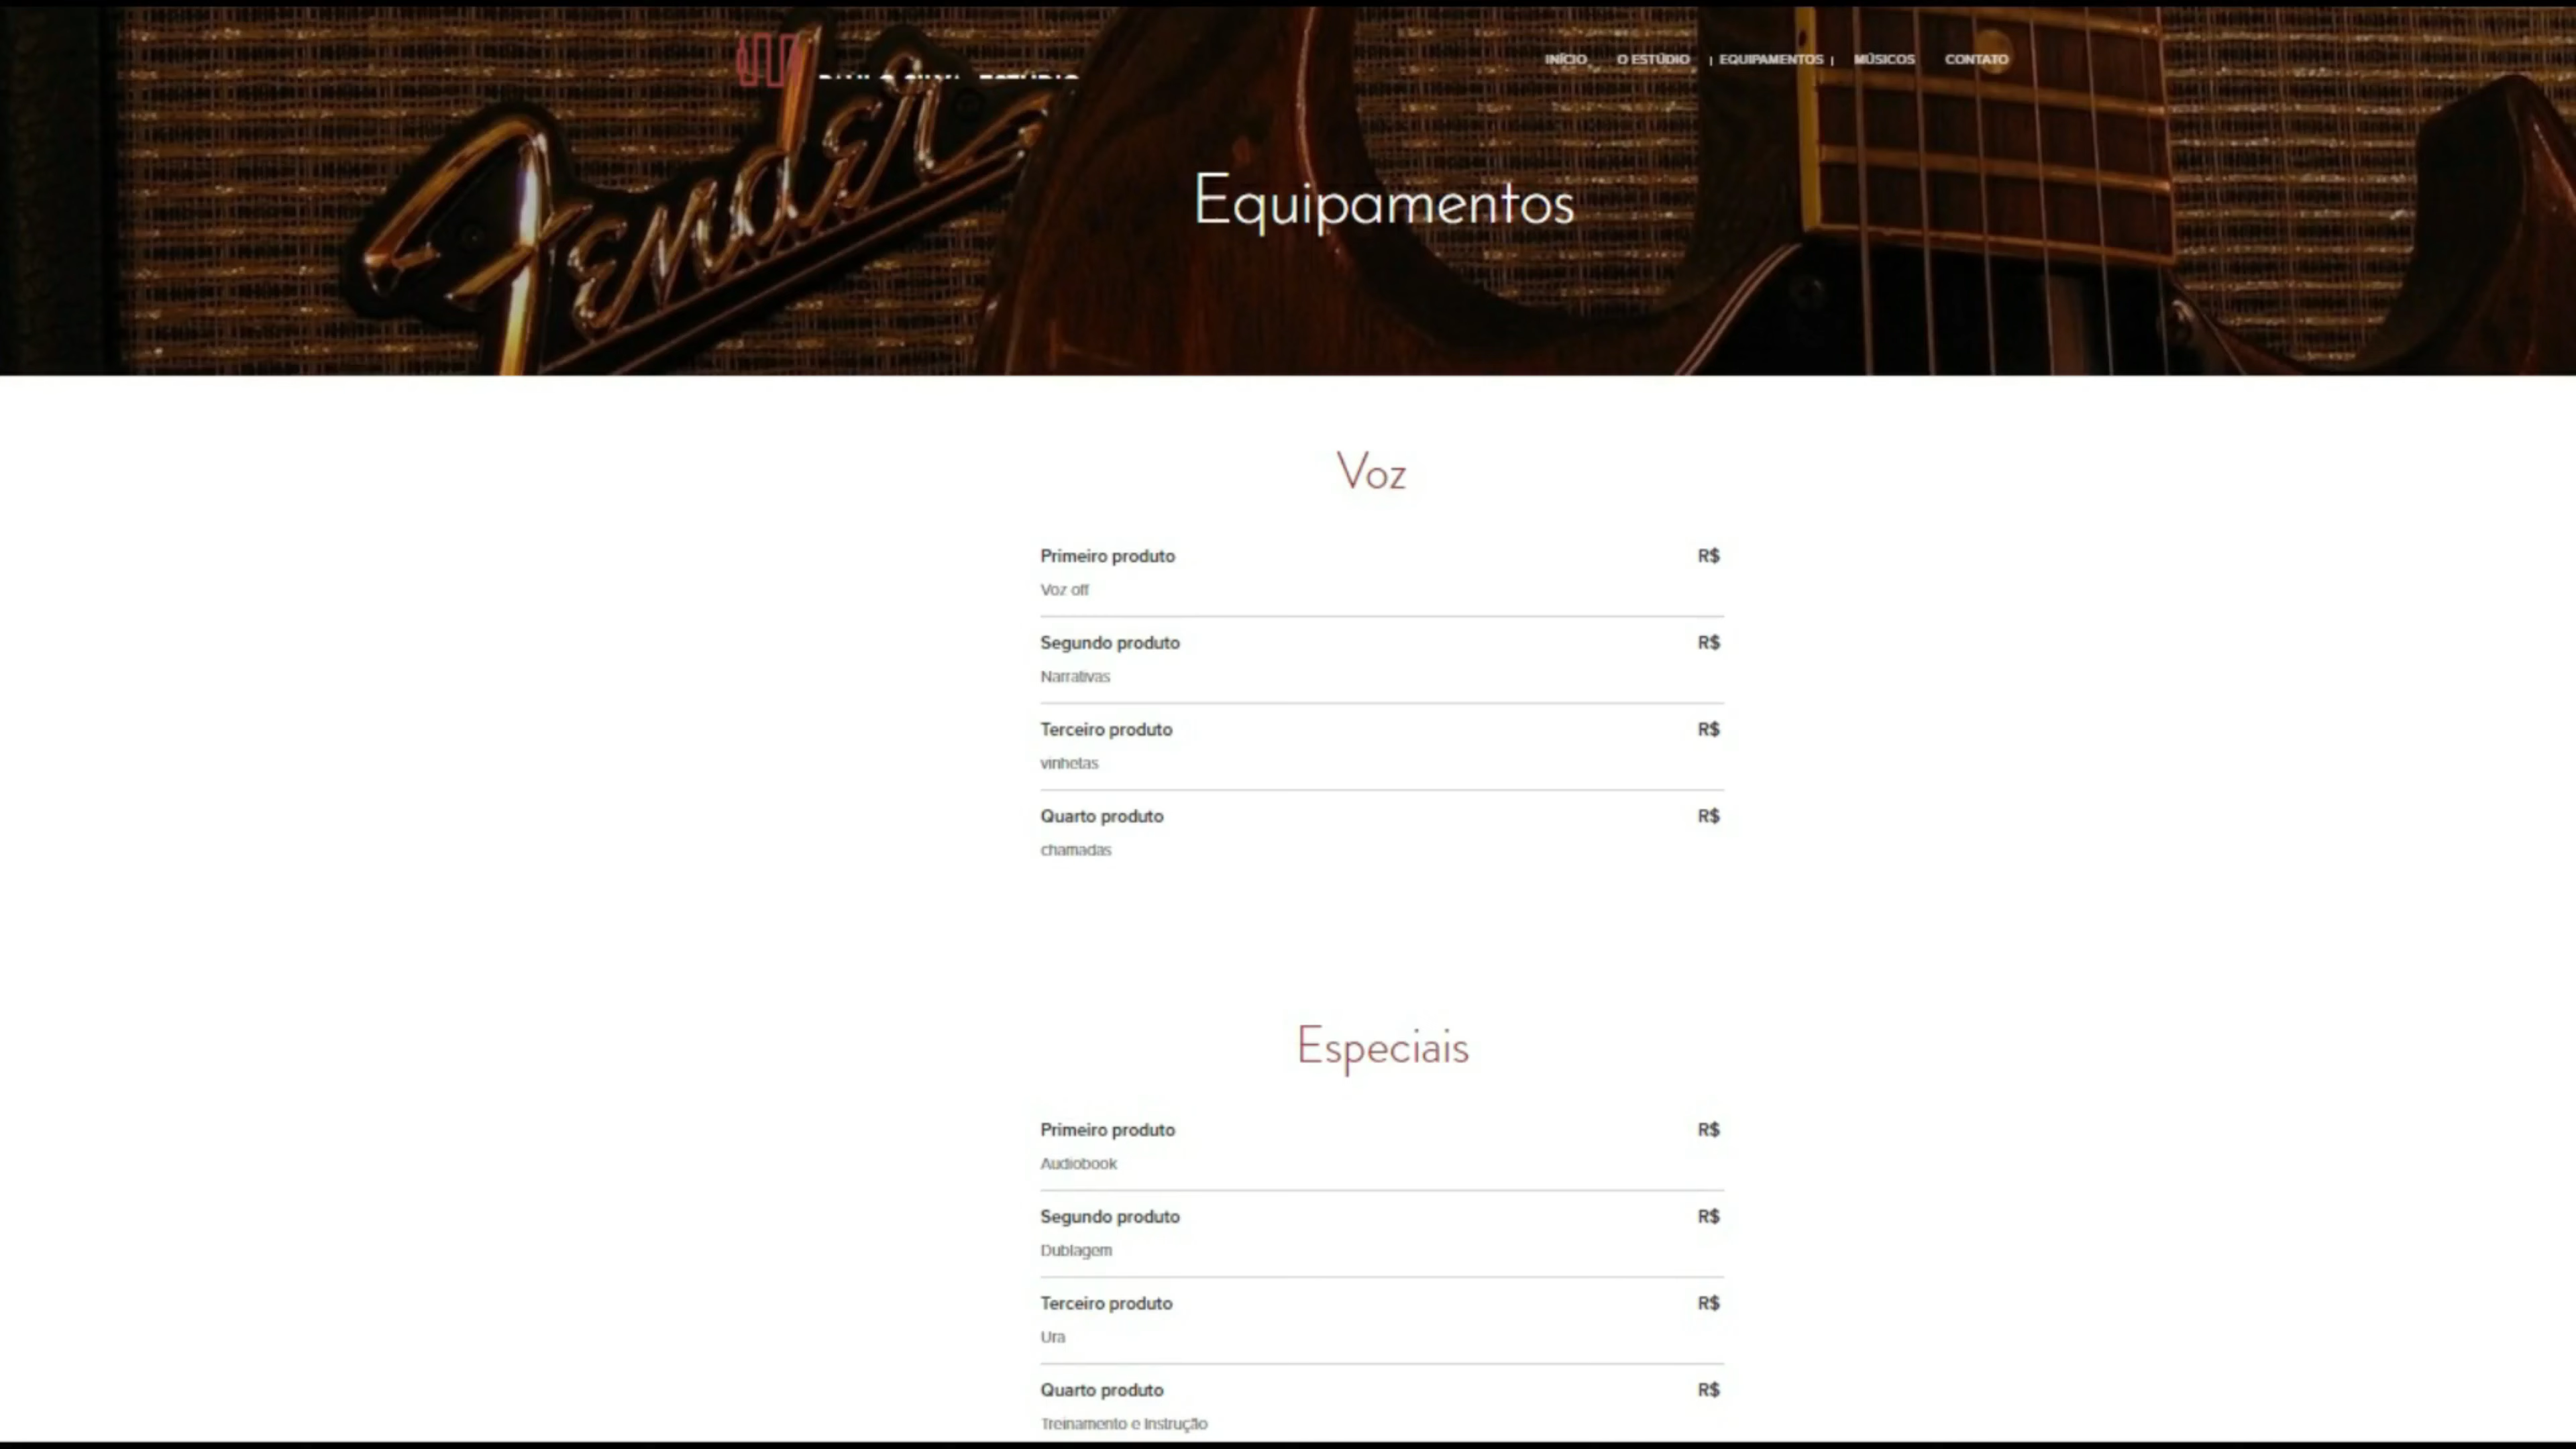 INÍCIO O ESTÚDIO | EQUIPAMENTOS | MÚSICOS CONTATO
Fender
Equipamentos
Voz
Primeiro produto R$
Voz off
Segundo produto R$
Narrativas
Terceiro produto R$
vinhetas
Quarto produto R$
chamadas
Especiais
Primeiro produto R$
Audiobook
Segundo produto R$
Dublagem
Terceiro produto R$
Ura
Quarto produto R$
Treinamento e Instrução